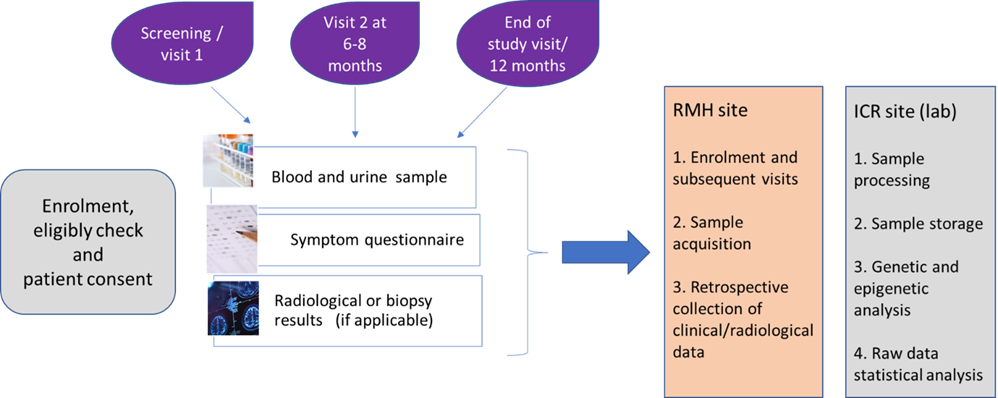 Screening /
visit 1
Visit 2 at
6-8
months
End of
study visit/
12 months
Enrolment,
eligibly check
and
patient consent
Blood and urine sample
Symptom questionnaire
Radiological or biopsy
results (if applicable)
RMH site
1. Enrolment and
subsequent visits
2. Sample
acquisition
3. Retrospective
collection of
clinical/radiological
data
ICR site (lab)
1. Sample
processing
2. Sample storage
3. Genetic and
epigenetic
analysis
4. Raw data
statistical analysis